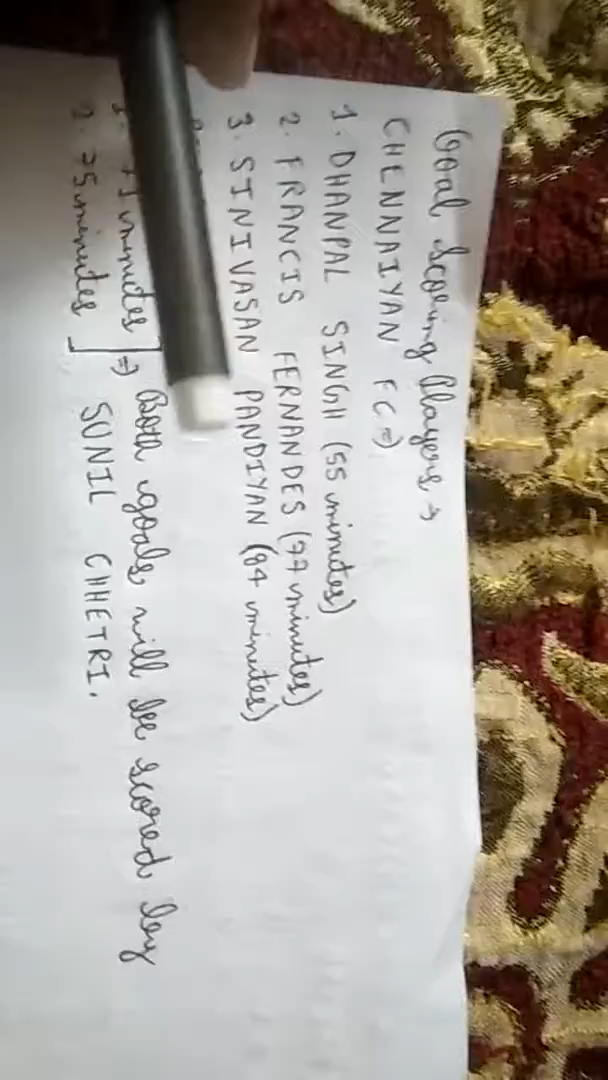 Goal Scoring Players →
CHENNAIYAN FC ⇒
1. DHANPAL SINGH (55 minutes)
2. FRANCIS FERNANDES (77 minutes)
3. SINIVASAN PANDIYAN (84 minutes)
minutes ] ⇒ Both goals will be scored by
2. 75 minutes ] SUNIL CHHETRI.